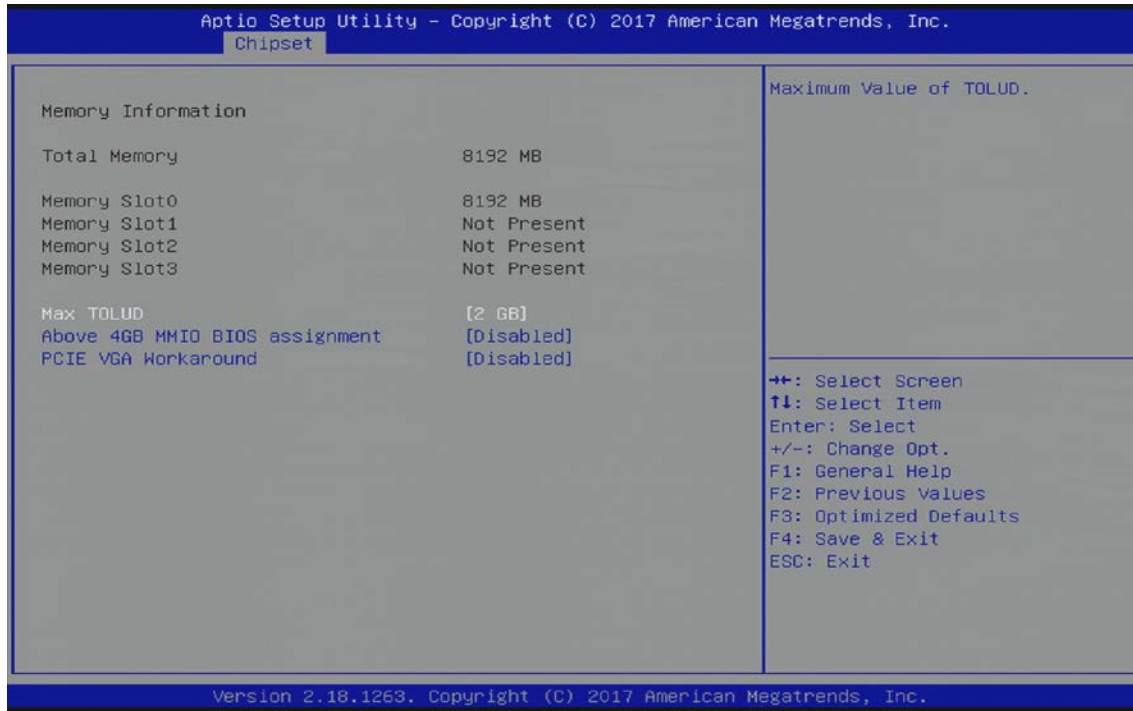 Aptio Setup Utility – Copyright (C) 2017 American Megatrends, Inc.
Chipset
Memory Information
Total Memory 8192 MB
Memory Slot0 8192 MB
Memory Slot1 Not Present
Memory Slot2 Not Present
Memory Slot3 Not Present
Max TOLUD [2 GB]
Above 4GB MMIO BIOS assignment [Disabled]
PCIE VGA Workaround [Disabled]
Maximum Value of TOLUD.
→←: Select Screen
↑↓: Select Item
Enter: Select
+/-: Change Opt.
F1: General Help
F2: Previous Values
F3: Optimized Defaults
F4: Save & Exit
ESC: Exit
Version 2.18.1263. Copyright (C) 2017 American Megatrends, Inc.